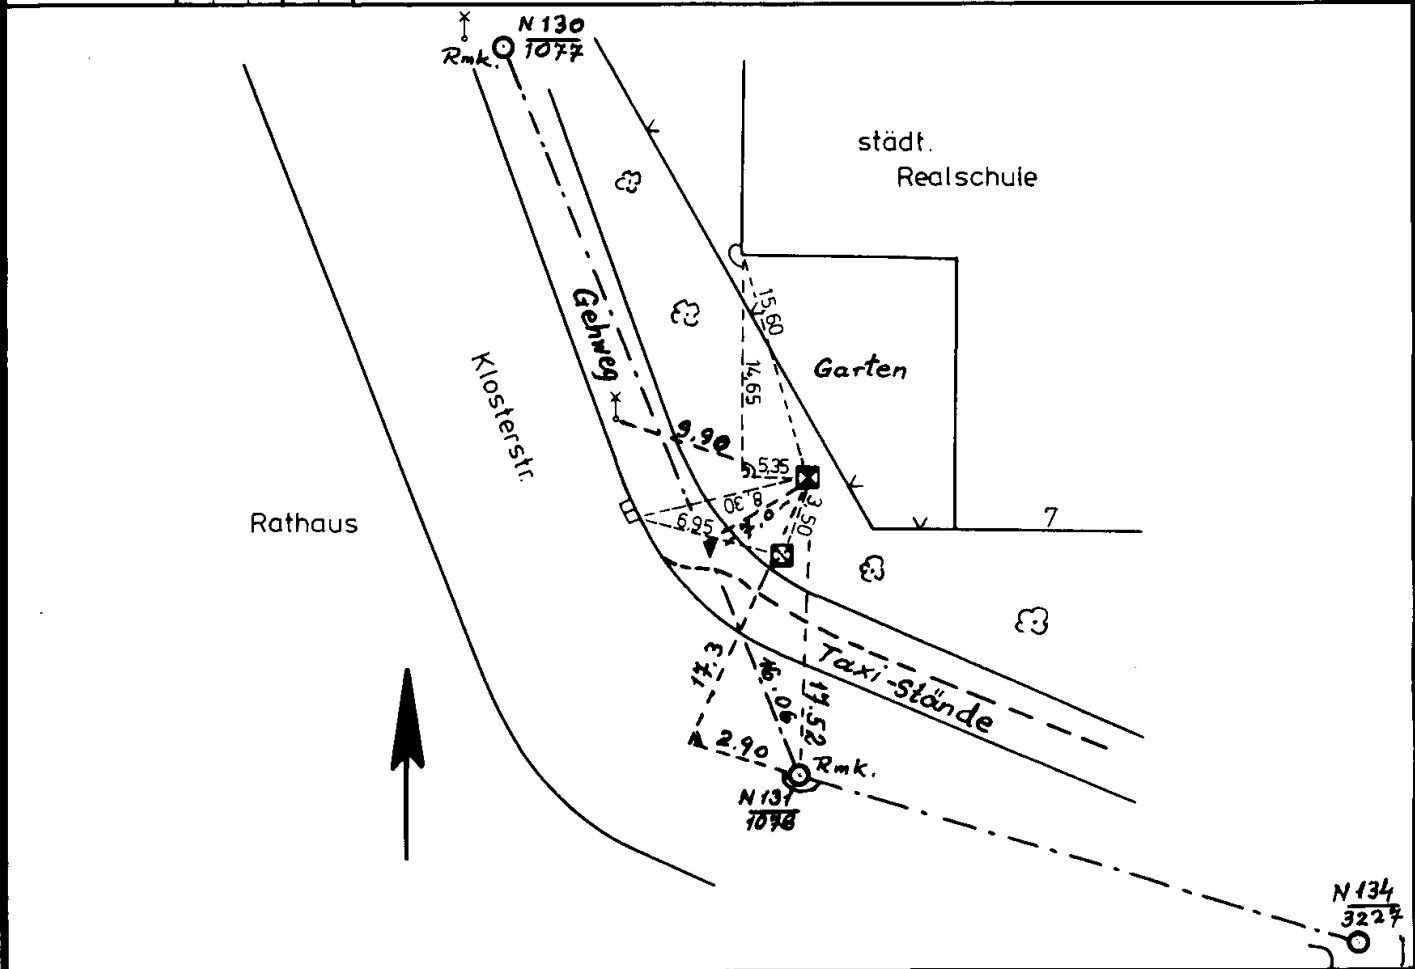 N 130
1077
Rmk.
städt.
Realschule
15,60
Gehweg
14,65
Garten
Klosterstr.
9.90
5,35
8,30
3,50
6,95
Rathaus
7
17.3
16.06
17.52
Taxi-Stände
2.90
Rmk.
N 131
1076
N 134
3227